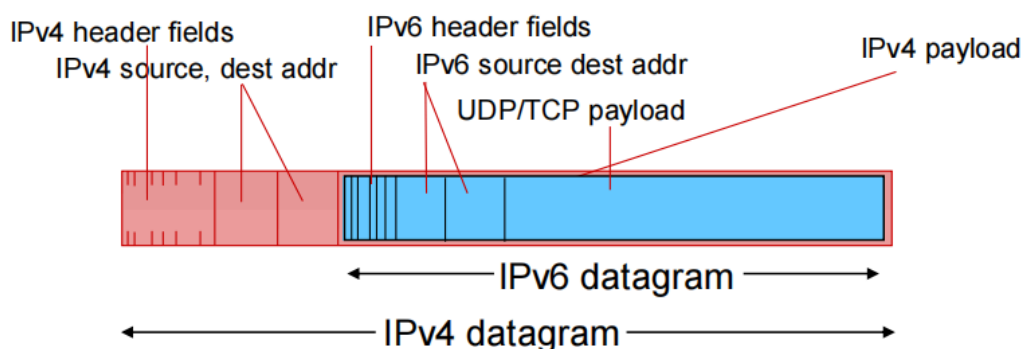 IPv4 header fields
IPv6 header fields
IPv4 payload
IPv4 source, dest addr
IPv6 source dest addr
UDP/TCP payload
IPv6 datagram
IPv4 datagram